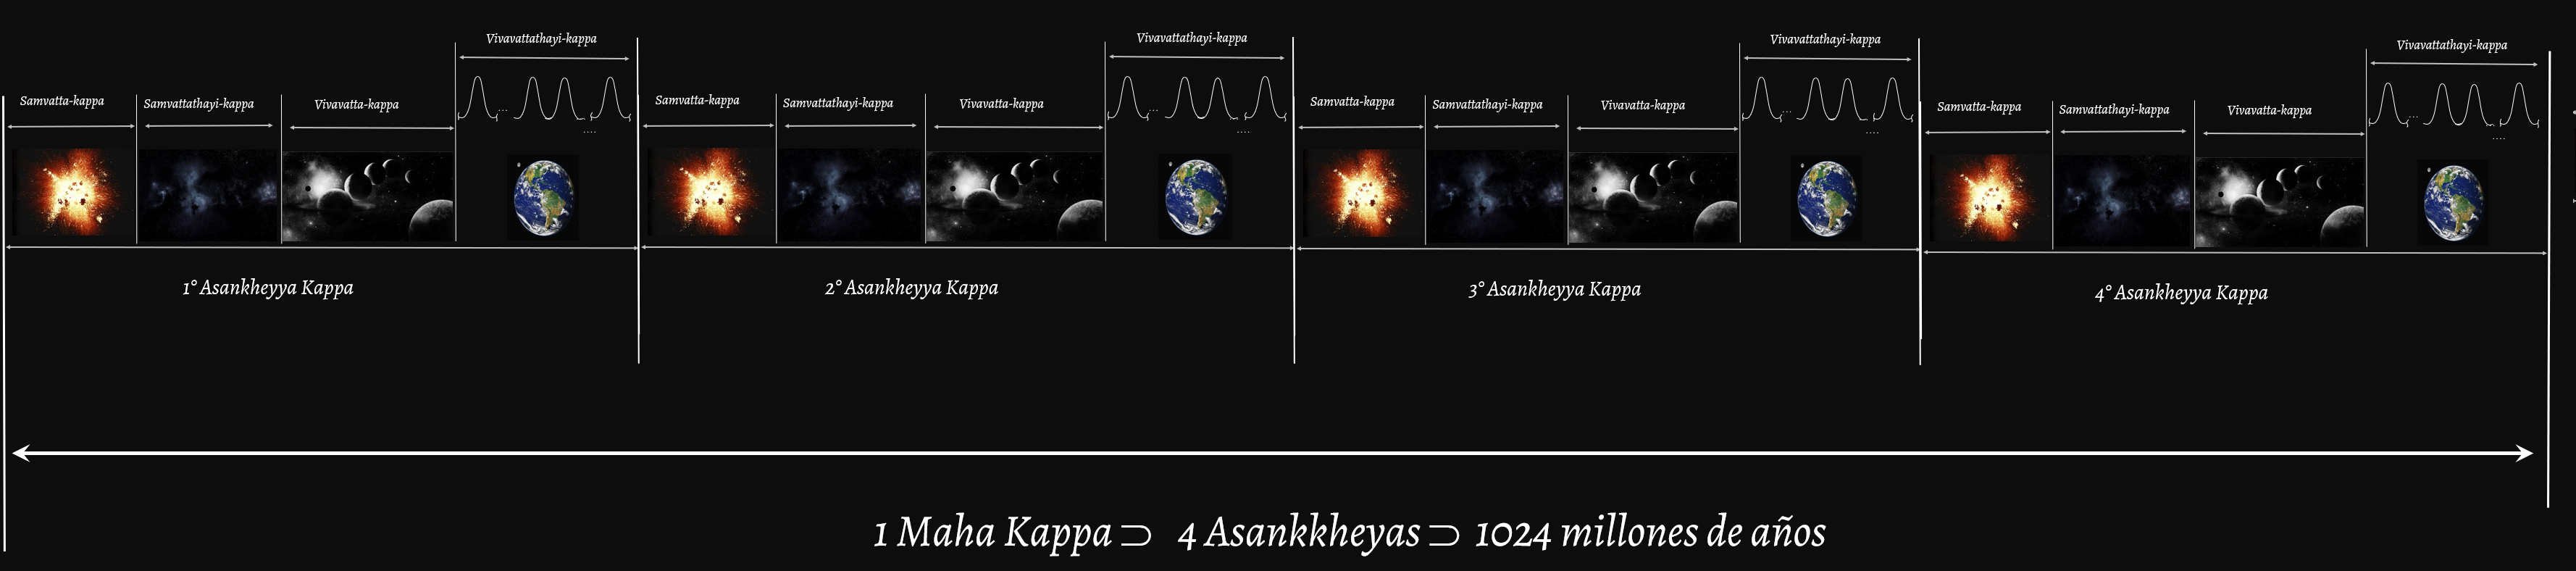 Vivavattathayi-kappa
Samvatta-kappa
Samvattathayi-kappa
Vivavatta-kappa
1° Asankheyya Kappa
Vivavattathayi-kappa
Samvatta-kappa
Samvattathayi-kappa
Vivavatta-kappa
2° Asankheyya Kappa
Vivavattathayi-kappa
Samvatta-kappa
Samvattathayi-kappa
Vivavatta-kappa
3° Asankheyya Kappa
Vivavattathayi-kappa
Samvatta-kappa
Samvattathayi-kappa
Vivavatta-kappa
4° Asankheyya Kappa
1 Maha Kappa ⊃ 4 Asankkheyas ⊃ 1024 millones de años